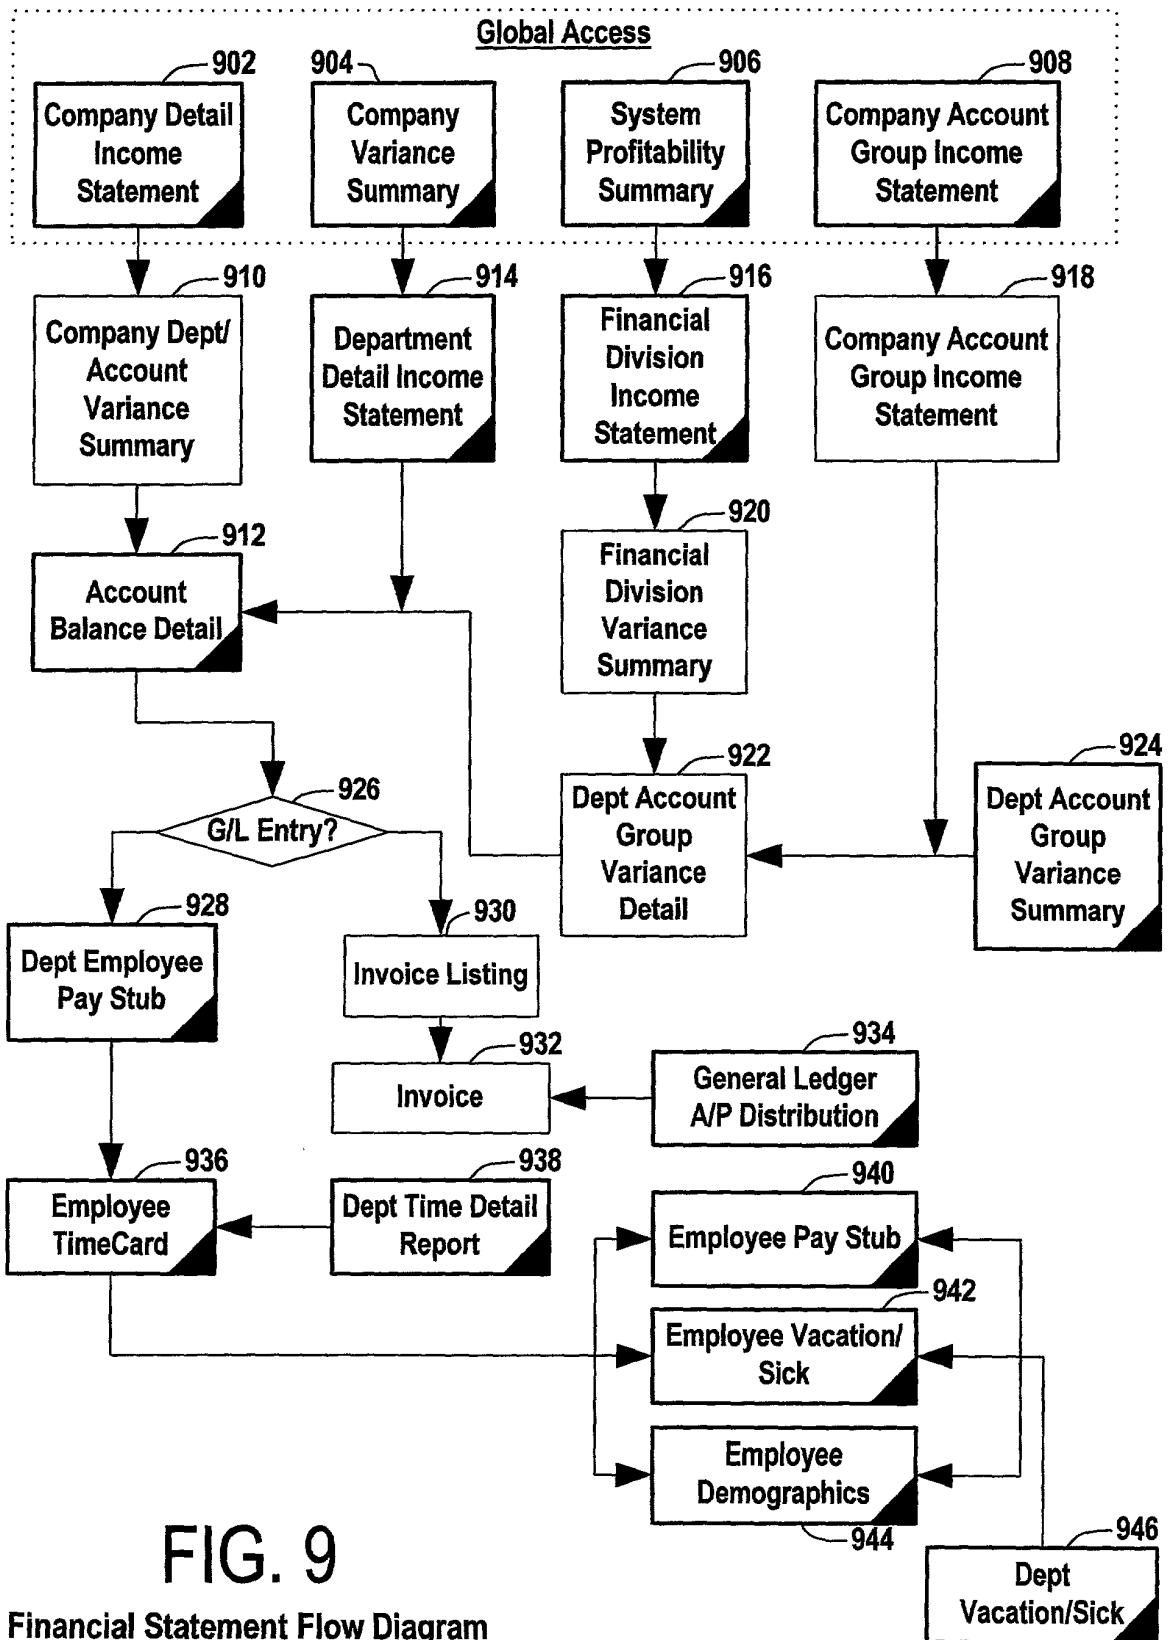 Global Access
902
904
906
908
Company Detail
Income
Statement
Company
Variance
Summary
System
Profitability
Summary
Company Account
Group Income
Statement
910
914
916
918
Company Dept/
Account
Variance
Summary
Department
Detail Income
Statement
Financial
Division
Income
Statement
Company Account
Group Income
Statement
912
920
Account
Balance Detail
Financial
Division
Variance
Summary
922
924
926
G/L Entry?
Dept Account
Group
Variance
Detail
Dept Account
Group
Variance
Summary
928
930
Dept Employee
Pay Stub
Invoice Listing
932
934
Invoice
General Ledger
A/P Distribution
936
938
940
Employee
TimeCard
Dept Time Detail
Report
Employee Pay Stub
942
Employee Vacation/
Sick
Employee
Demographics
944
946
FIG. 9
Financial Statement Flow Diagram
Dept
Vacation/Sick